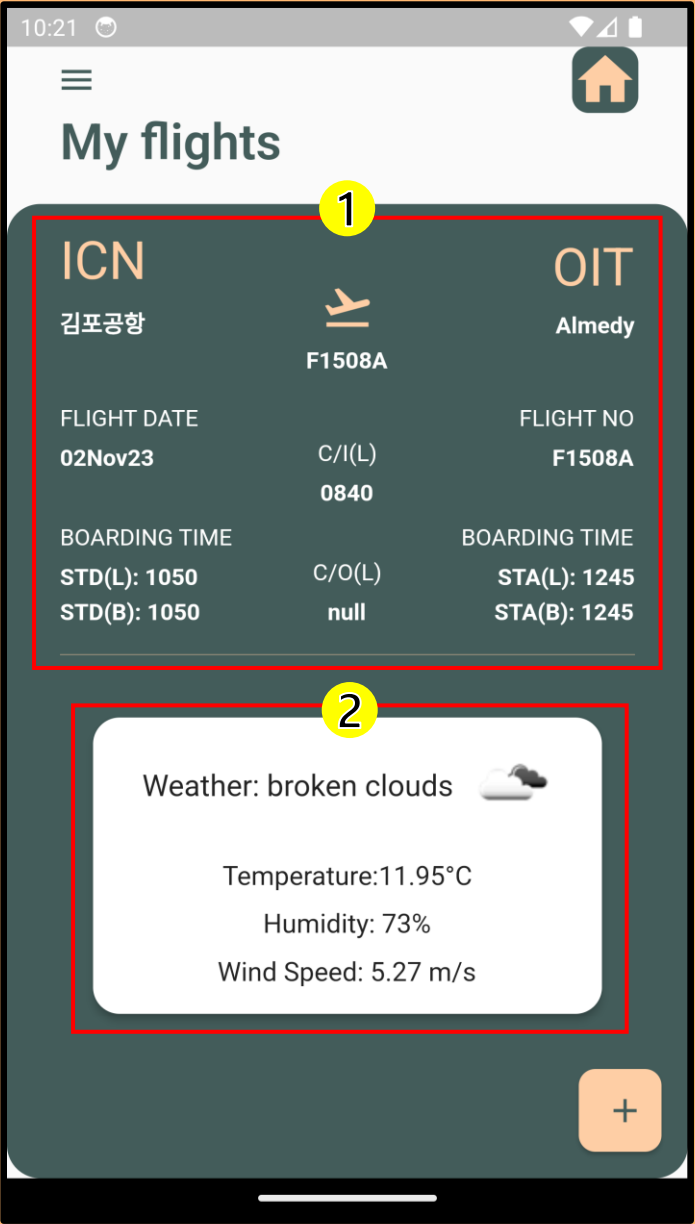 10:21
My flights
1
ICN
OIT
김포공항
Almedy
F1508A
FLIGHT DATE
FLIGHT NO
02Nov23
C/I(L)
F1508A
0840
BOARDING TIME
BOARDING TIME
STD(L): 1050
C/O(L)
STA(L): 1245
STD(B): 1050
null
STA(B): 1245
2
Weather: broken clouds
Temperature:11.95°C
Humidity: 73%
Wind Speed: 5.27 m/s
+